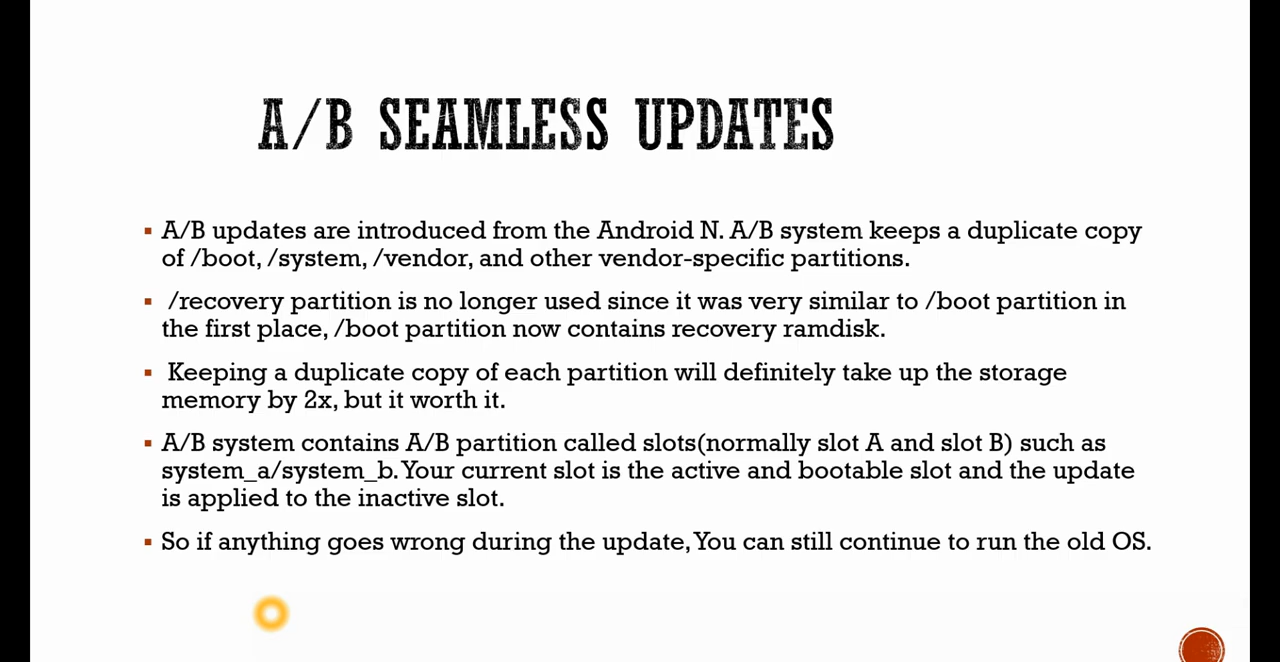 A/B SEAMLESS UPDATES
▪ A/B updates are introduced from the Android N. A/B system keeps a duplicate copy
of /boot, /system, /vendor, and other vendor-specific partitions.
▪ /recovery partition is no longer used since it was very similar to /boot partition in
the first place, /boot partition now contains recovery ramdisk.
▪ Keeping a duplicate copy of each partition will definitely take up the storage
memory by 2x, but it worth it.
▪ A/B system contains A/B partition called slots(normally slot A and slot B) such as
system_a/system_b. Your current slot is the active and bootable slot and the update
is applied to the inactive slot.
▪ So if anything goes wrong during the update, You can still continue to run the old OS.